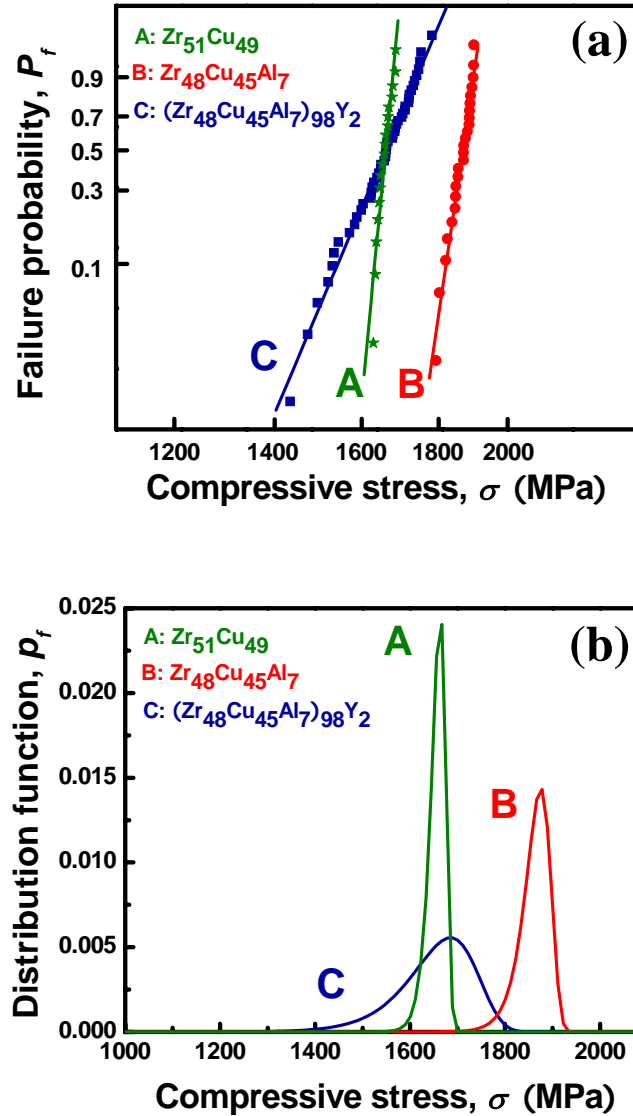 (a)
A: Zr51Cu49
B: Zr48Cu45Al7
C: (Zr48Cu45Al7)98Y2
Failure probability, Pf
0.9
0.7
0.5
0.3
0.1
C
A
B
1200 1400 1600 1800 2000
Compressive stress, σ (MPa)
(b)
A: Zr51Cu49
B: Zr48Cu45Al7
C: (Zr48Cu45Al7)98Y2
Distribution function, pf
0.025
0.020
0.015
0.010
0.005
0.000
A
B
C
1000 1200 1400 1600 1800 2000
Compressive stress, σ (MPa)